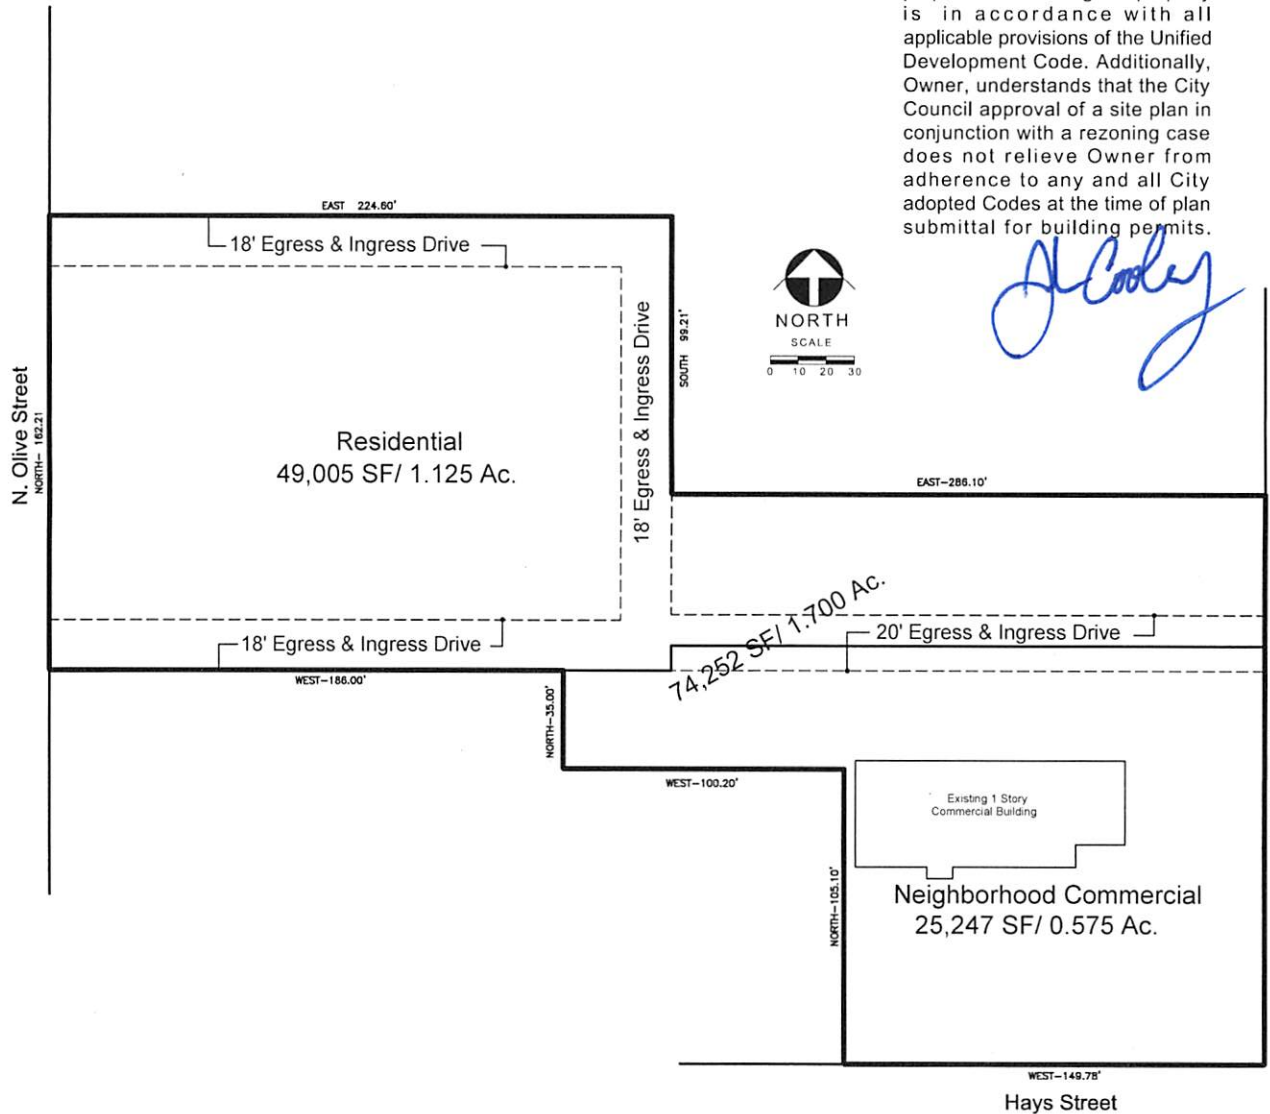 is in accordance with all
applicable provisions of the Unified
Development Code. Additionally,
Owner, understands that the City
Council approval of a site plan in
conjunction with a rezoning case
does not relieve Owner from
adherence to any and all City
adopted Codes at the time of plan
submittal for building permits.
JL Cooley
NORTH
SCALE
0 10 20 30
EAST 224.60'
18' Egress & Ingress Drive
18' Egress & Ingress Drive
SOUTH 99.21'
N. Olive Street
NORTH- 162.21
Residential
49,005 SF/ 1.125 Ac.
EAST-286.10'
74,252 SF/ 1.700 Ac.
20' Egress & Ingress Drive
18' Egress & Ingress Drive
WEST-186.00'
NORTH-35.00'
WEST-100.20'
Existing 1 Story
Commercial Building
NORTH-105.10'
Neighborhood Commercial
25,247 SF/ 0.575 Ac.
WEST-149.78'
Hays Street